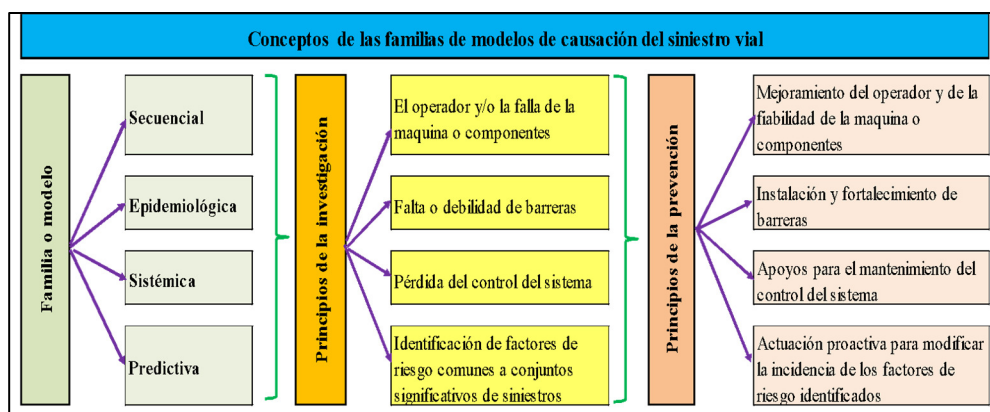 Conceptos de las familias de modelos de causación del siniestro vial
Familia o modelo
Secuencial
Epidemiológica
Sistémica
Predictiva
Principios de la investigación
El operador y/o la falla de la
maquina o componentes
Falta o debilidad de barreras
Pérdida del control del sistema
Identificación de factores de
riesgo comunes a conjuntos
significativos de siniestros
Principios de la prevención
Mejoramiento del operador y de la
fiabilidad de la maquina o
componentes
Instalación y fortalecimiento de
barreras
Apoyos para el mantenimiento del
control del sistema
Actuación proactiva para modificar
la incidencia de los factores de
riesgo identificados